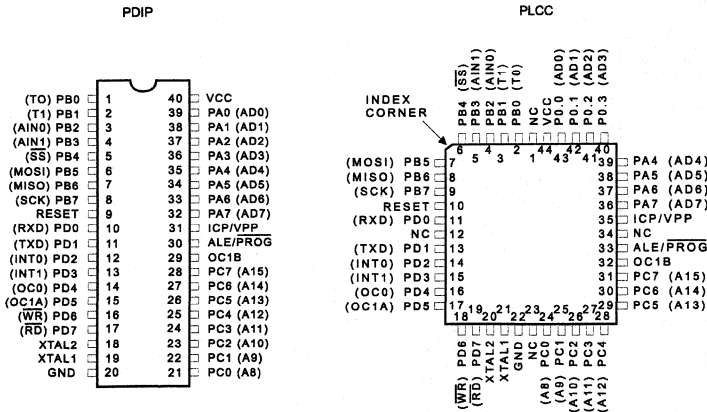 PDIP
(TO) PB0 1 40 VCC
(T1) PB1 2 39 PA0 (AD0)
(AIN0) PB2 3 38 PA1 (AD1)
(AIN1) PB3 4 37 PA2 (AD2)
(SS) PB4 5 36 PA3 (AD3)
(MOSI) PB5 6 35 PA4 (AD4)
(MISO) PB6 7 34 PA5 (AD5)
(SCK) PB7 8 33 PA6 (AD6)
RESET 9 32 PA7 (AD7)
(RXD) PD0 10 31 ICP/VPP
(TXD) PD1 11 30 ALE/PROG
(INT0) PD2 12 29 OC1B
(INT1) PD3 13 28 PC7 (A15)
(OC0) PD4 14 27 PC6 (A14)
(OC1A) PD5 15 26 PC5 (A13)
(WR) PD6 16 25 PC4 (A12)
(RD) PD7 17 24 PC3 (A11)
XTAL2 18 23 PC2 (A10)
XTAL1 19 22 PC1 (A9)
GND 20 21 PC0 (A8)
PLCC
INDEX
CORNER
PB4 (SS)
PB3 (AIN1)
PB2 (AIN0)
PB1 (T1)
PB0 (T0)
NC
VCC
P0.0 (AD0)
P0.1 (AD1)
P0.2 (AD2)
P0.3 (AD3)
6 5 4 3 2 1 44 43 42 41 40
(MOSI) PB5 7 39 PA4 (AD4)
(MISO) PB6 8 38 PA5 (AD5)
(SCK) PB7 9 37 PA6 (AD6)
RESET 10 36 PA7 (AD7)
(RXD) PD0 11 35 ICP/VPP
NC 12 34 NC
(TXD) PD1 13 33 ALE/PROG
(INT0) PD2 14 32 OC1B
(INT1) PD3 15 31 PC7 (A15)
(OC0) PD4 16 30 PC6 (A14)
(OC1A) PD5 17 29 PC5 (A13)
18 19 20 21 22 23 24 25 26 27 28
(WR) PD6
(RD) PD7
XTAL2
XTAL1
GND
NC
(A8) PC0
(A9) PC1
(A10) PC2
(A11) PC3
(A12) PC4